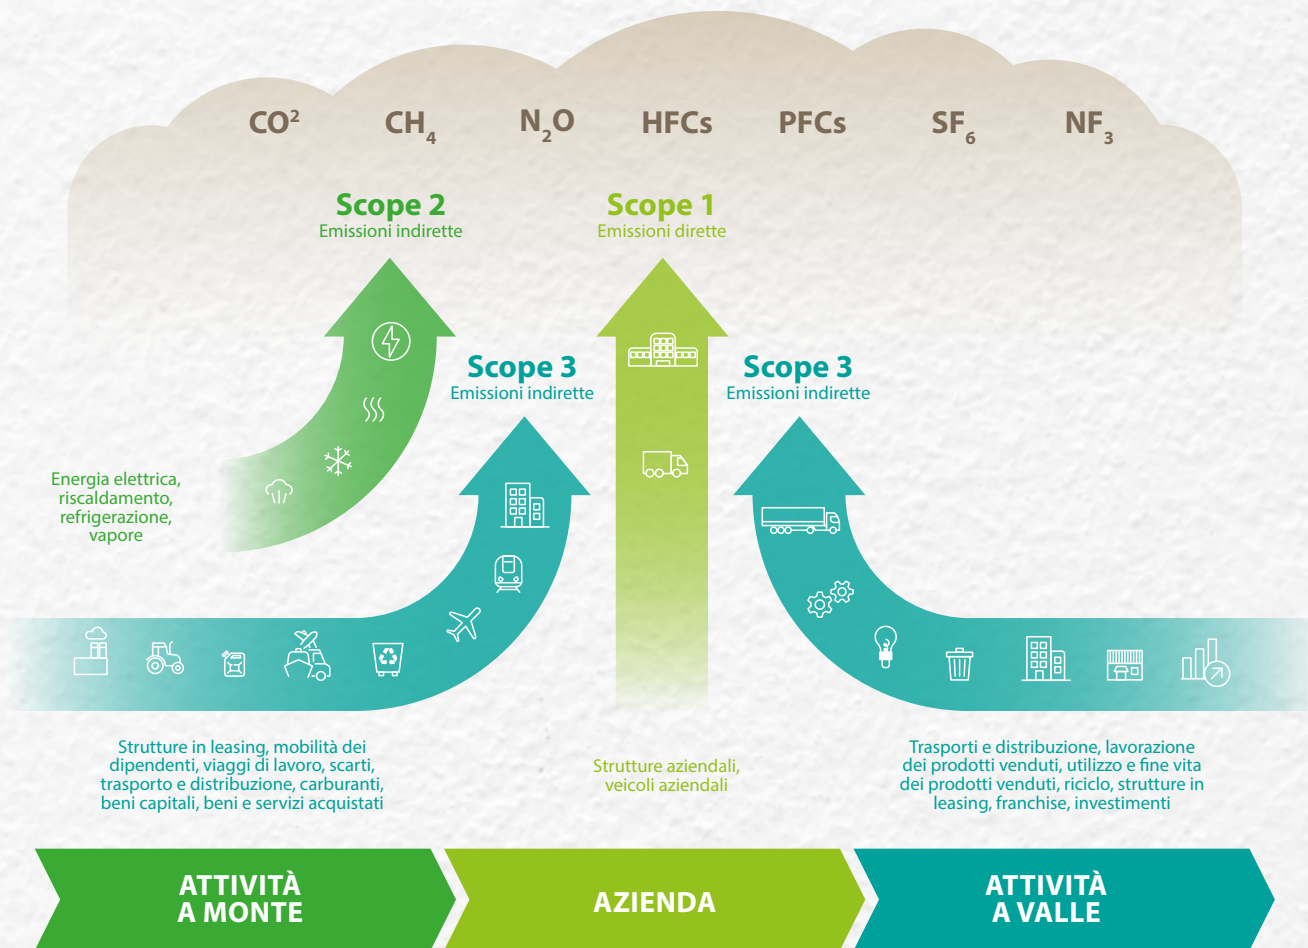 CO² CH₄ N₂O HFCs PFCs SF₆ NF₃
Scope 2
Emissioni indirette
Scope 1
Emissioni dirette
Scope 3
Emissioni indirette
Scope 3
Emissioni indirette
Energia elettrica,
riscaldamento,
refrigerazione,
vapore
Strutture in leasing, mobilità dei
dipendenti, viaggi di lavoro, scarti,
trasporto e distribuzione, carburanti,
beni capitali, beni e servizi acquistati
Strutture aziendali,
veicoli aziendali
Trasporti e distribuzione, lavorazione
dei prodotti venduti, utilizzo e fine vita
dei prodotti venduti, riciclo, strutture in
leasing, franchise, investimenti
ATTIVITÀ
A MONTE
AZIENDA
ATTIVITÀ
A VALLE